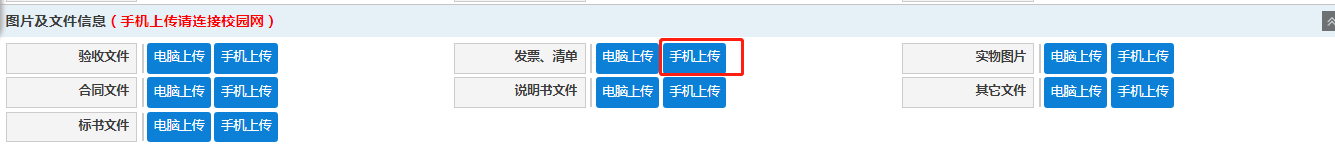 图片及文件信息（手机上传请连接校园网）
验收文件 电脑上传 手机上传 发票、清单 电脑上传 手机上传 实物图片 电脑上传 手机上传
合同文件 电脑上传 手机上传 说明书文件 电脑上传 手机上传 其它文件 电脑上传 手机上传
标书文件 电脑上传 手机上传